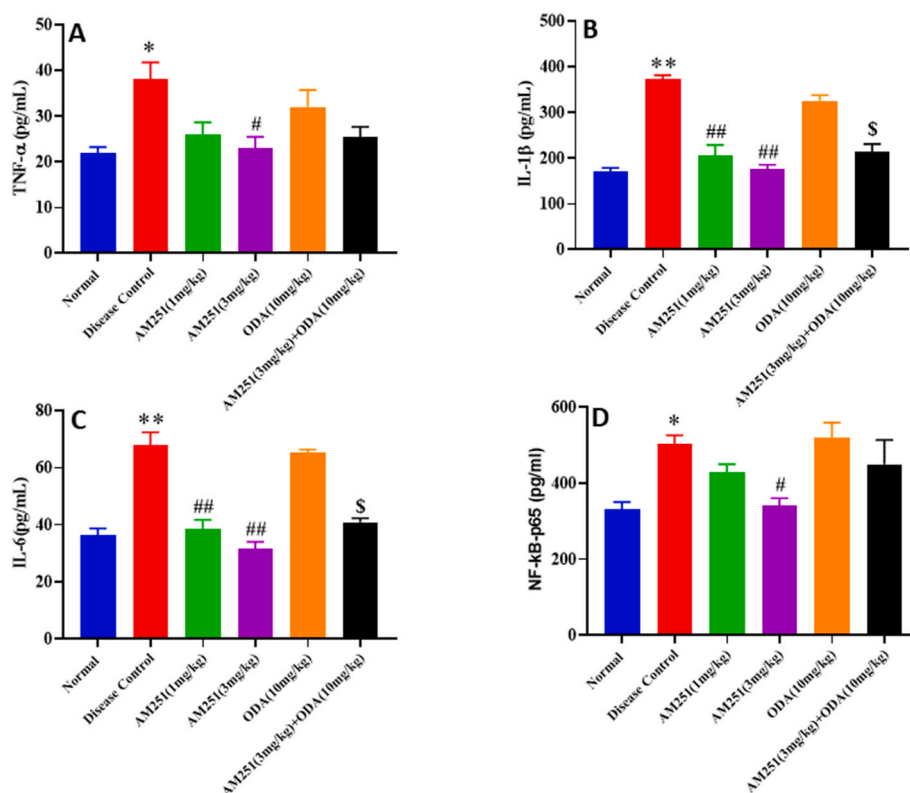 A
TNF-α (pg/mL)
50
40
30
20
10
0
*
#
Normal
Disease Control
AM251(1mg/kg)
AM251(3mg/kg)
ODA(10mg/kg)
AM251(3mg/kg)+ODA(10mg/kg)
B
IL-1β (pg/mL)
500
400
300
200
100
0
**
##
##
$
Normal
Disease Control
AM251(1mg/kg)
AM251(3mg/kg)
ODA(10mg/kg)
AM251(3mg/kg)+ODA(10mg/kg)
C
IL-6(pg/mL)
80
60
40
20
0
**
##
##
$
Normal
Disease Control
AM251(1mg/kg)
AM251(3mg/kg)
ODA(10mg/kg)
AM251(3mg/kg)+ODA(10mg/kg)
D
NF-kB-p65 (pg/ml)
600
400
200
0
*
#
Normal
Disease Control
AM251(1mg/kg)
AM251(3mg/kg)
ODA(10mg/kg)
AM251(3mg/kg)+ODA(10mg/kg)